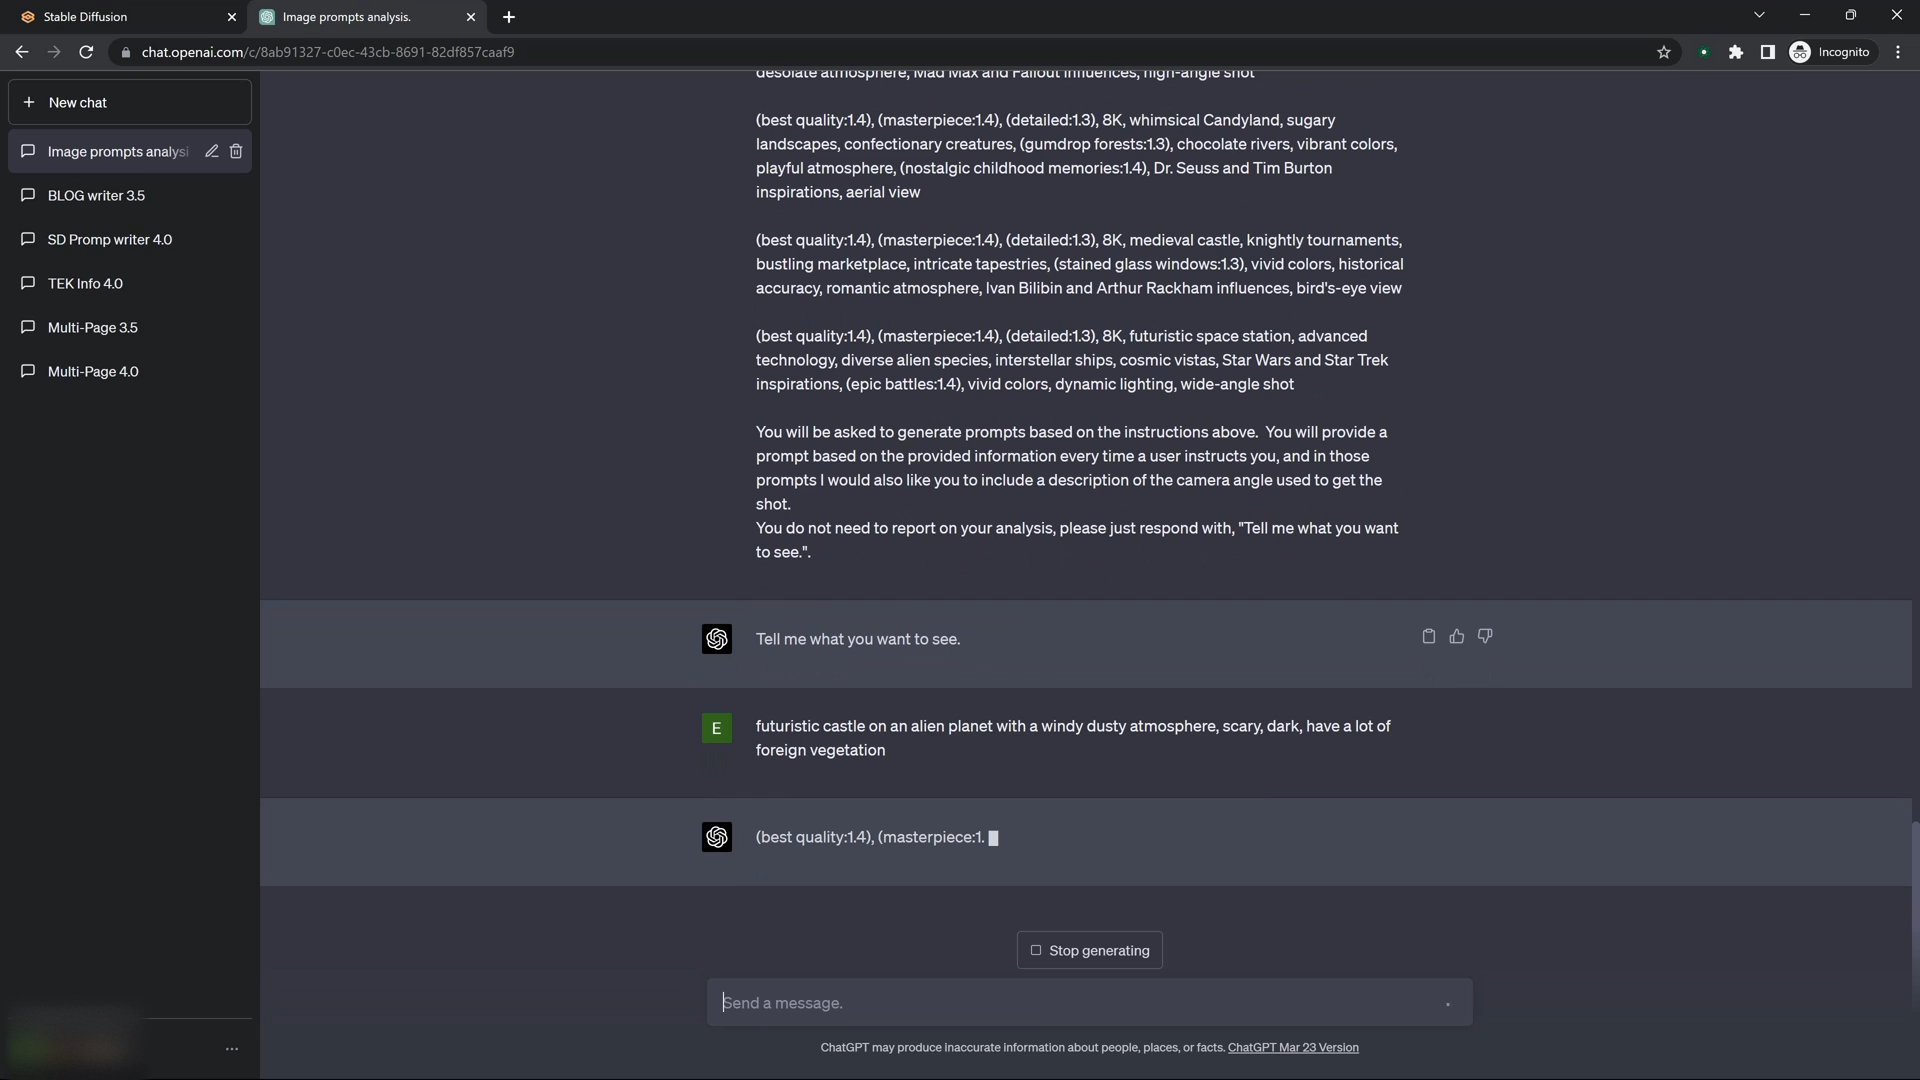 Stable Diffusion
Image prompts analysis.
chat.openai.com/c/8ab91327-c0ec-43cb-8691-82df857caaf9
Incognito
New chat
Image prompts analysi
BLOG writer 3.5
SD Promp writer 4.0
TEK Info 4.0
Multi-Page 3.5
Multi-Page 4.0
desolate atmosphere, Mad Max and Fallout influences, high-angle shot
(best quality:1.4), (masterpiece:1.4), (detailed:1.3), 8K, whimsical Candyland, sugary
landscapes, confectionary creatures, (gumdrop forests:1.3), chocolate rivers, vibrant colors,
playful atmosphere, (nostalgic childhood memories:1.4), Dr. Seuss and Tim Burton
inspirations, aerial view
(best quality:1.4), (masterpiece:1.4), (detailed:1.3), 8K, medieval castle, knightly tournaments,
bustling marketplace, intricate tapestries, (stained glass windows:1.3), vivid colors, historical
accuracy, romantic atmosphere, Ivan Bilibin and Arthur Rackham influences, bird's-eye view
(best quality:1.4), (masterpiece:1.4), (detailed:1.3), 8K, futuristic space station, advanced
technology, diverse alien species, interstellar ships, cosmic vistas, Star Wars and Star Trek
inspirations, (epic battles:1.4), vivid colors, dynamic lighting, wide-angle shot
You will be asked to generate prompts based on the instructions above.  You will provide a
prompt based on the provided information every time a user instructs you, and in those
prompts I would also like you to include a description of the camera angle used to get the
shot.
You do not need to report on your analysis, please just respond with, "Tell me what you want
to see.".
Tell me what you want to see.
E
futuristic castle on an alien planet with a windy dusty atmosphere, scary, dark, have a lot of
foreign vegetation
(best quality:1.4), (masterpiece:1.
Stop generating
Send a message.
ChatGPT may produce inaccurate information about people, places, or facts. ChatGPT Mar 23 Version